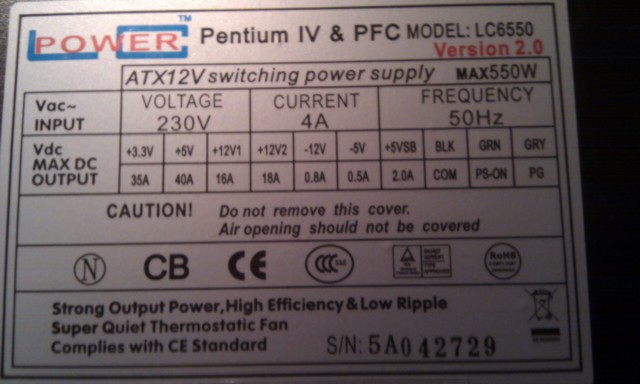 POWER™ Pentium IV & PFC MODEL: LC6550
Version 2.0
ATX12V switching power supply MAX550W
Vac~ INPUT VOLTAGE 230V CURRENT 4A FREQUENCY 50Hz
Vdc +3.3V +5V +12V1 +12V2 -12V -5V +5VSB BLK GRN GRY
MAX DC OUTPUT 35A 40A 16A 18A 0.8A 0.5A 2.0A COM PS-ON PG
CAUTION! Do not remove this cover.
Air opening should not be covered
N CB CE CCC S&E RoHS
Strong Output Power,High Efficiency&Low Ripple
Super Quiet Thermostatic Fan
Complies with CE Standard S/N: 5A042729